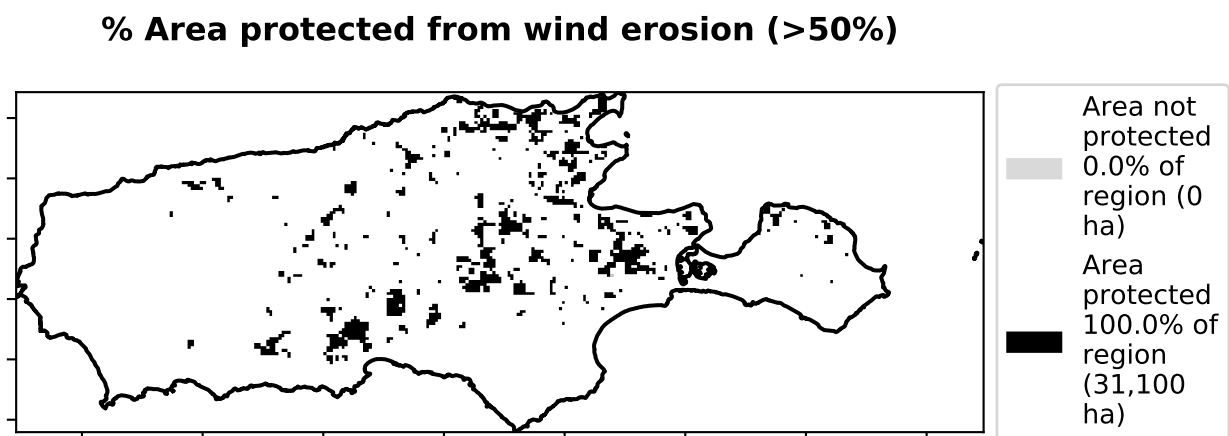 % Area protected from wind erosion (>50%)
Area not
protected
0.0% of
region (0
ha)
Area
protected
100.0% of
region
(31,100
ha)